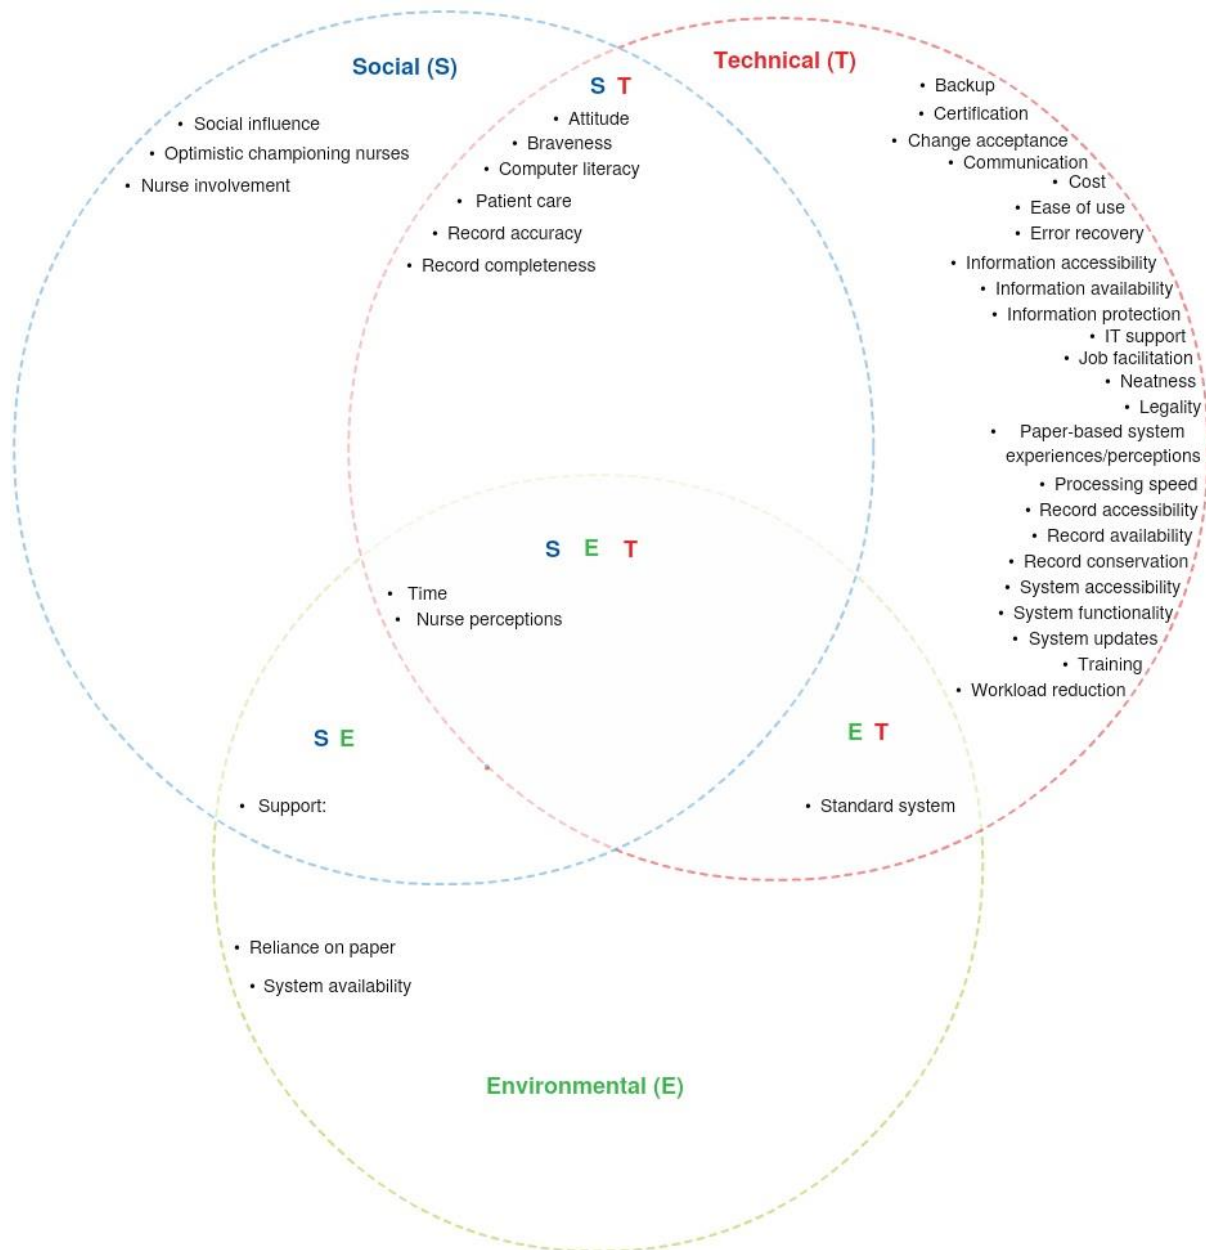 Social (S)
• Social influence
• Optimistic championing nurses
• Nurse involvement
S T
• Attitude
• Braveness
• Computer literacy
• Patient care
• Record accuracy
• Record completeness
Technical (T)
• Backup
• Certification
• Change acceptance
• Communication
• Cost
• Ease of use
• Error recovery
• Information accessibility
• Information availability
• Information protection
• IT support
• Job facilitation
• Neatness
• Legality
• Paper-based system
experiences/perceptions
• Processing speed
• Record accessibility
• Record availability
• Record conservation
• System accessibility
• System functionality
• System updates
• Training
• Workload reduction
S E T
• Time
• Nurse perceptions
S E
• Support:
E T
• Standard system
• Reliance on paper
• System availability
Environmental (E)